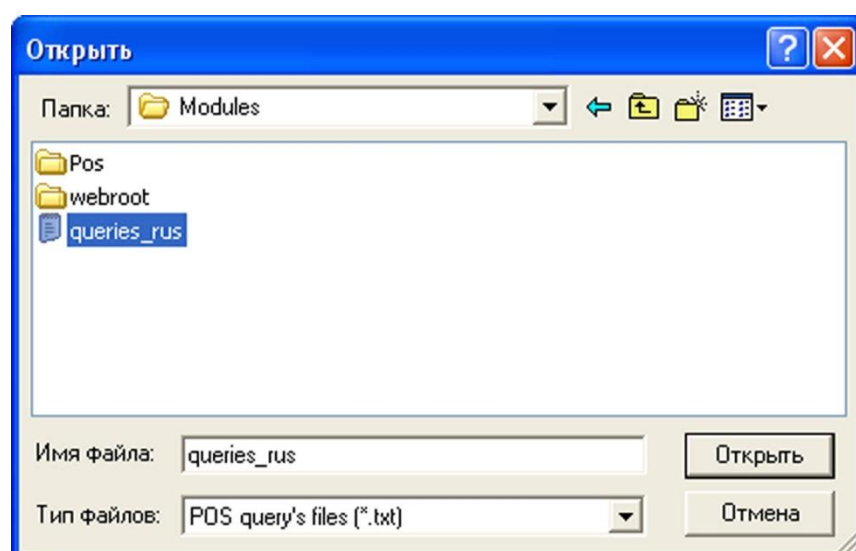 Открыть
Папка: Modules
Pos
webroot
queries_rus
Имя файла: queries_rus Открыть
Тип файлов: POS query's files (*.txt) Отмена